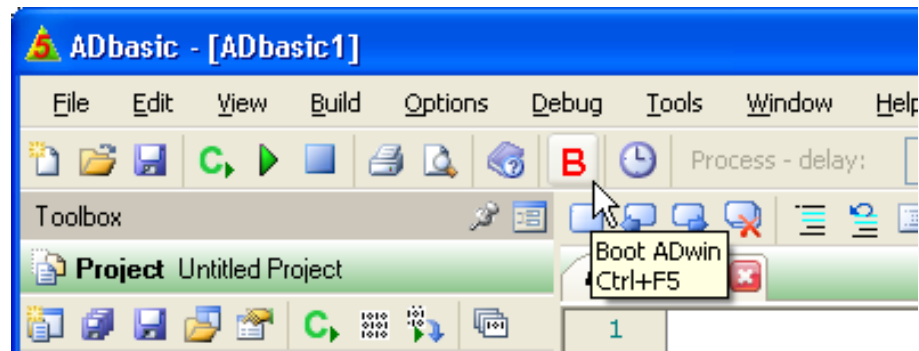 5 ADbasic - [ADbasic1]
File Edit View Build Options Debug Tools Window Help
C B Process - delay:
Toolbox
Boot ADwin
Ctrl+F5
Project Untitled Project
C
1